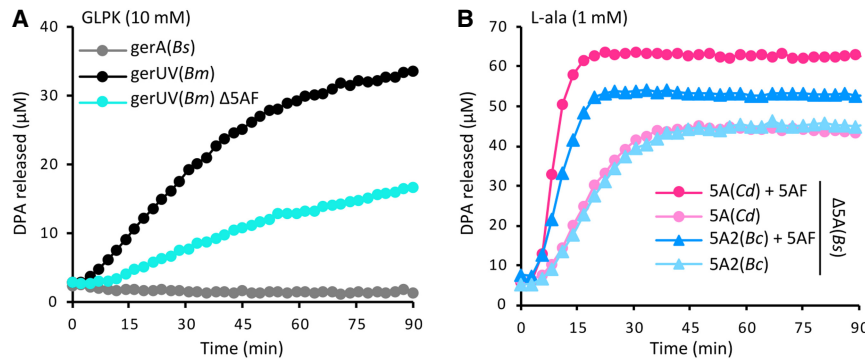 A
GLPK (10 mM)
gerA(Bs)
gerUV(Bm)
gerUV(Bm) Δ5AF
DPA released (µM)
40
30
20
10
0
0 15 30 45 60 75 90
Time (min)
B
L-ala (1 mM)
DPA released (µM)
70
60
50
40
30
20
10
0
5A(Cd) + 5AF
5A(Cd)
5A2(Bc) + 5AF
5A2(Bc)
Δ5A(Bs)
0 15 30 45 60 75 90
Time (min)